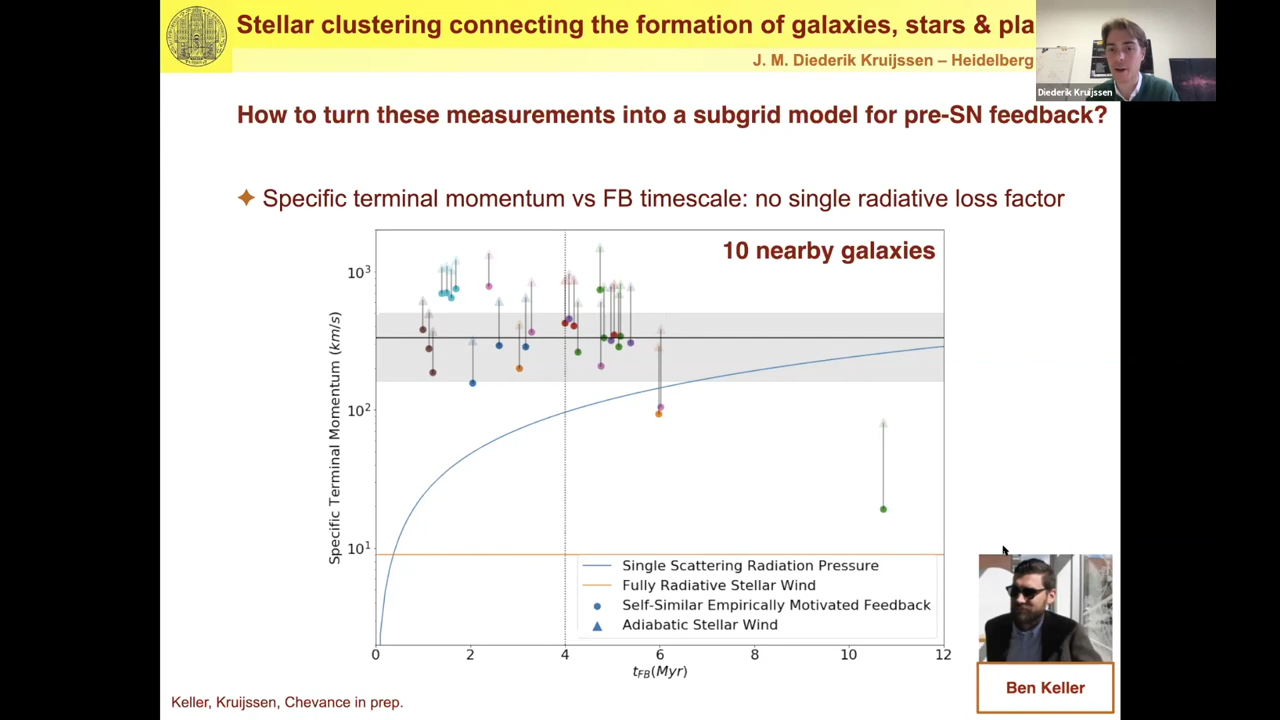 Stellar clustering connecting the formation of galaxies, stars & pla
J. M. Diederik Kruijssen – Heidelberg
Diederik Kruijssen
How to turn these measurements into a subgrid model for pre-SN feedback?
✦ Specific terminal momentum vs FB timescale: no single radiative loss factor
10 nearby galaxies
Specific Terminal Momentum (km/s)
10³
10²
10¹
Single Scattering Radiation Pressure
Fully Radiative Stellar Wind
Self-Similar Empirically Motivated Feedback
Adiabatic Stellar Wind
0 2 4 6 8 10 12
t_FB(Myr)
Ben Keller
Keller, Kruijssen, Chevance in prep.